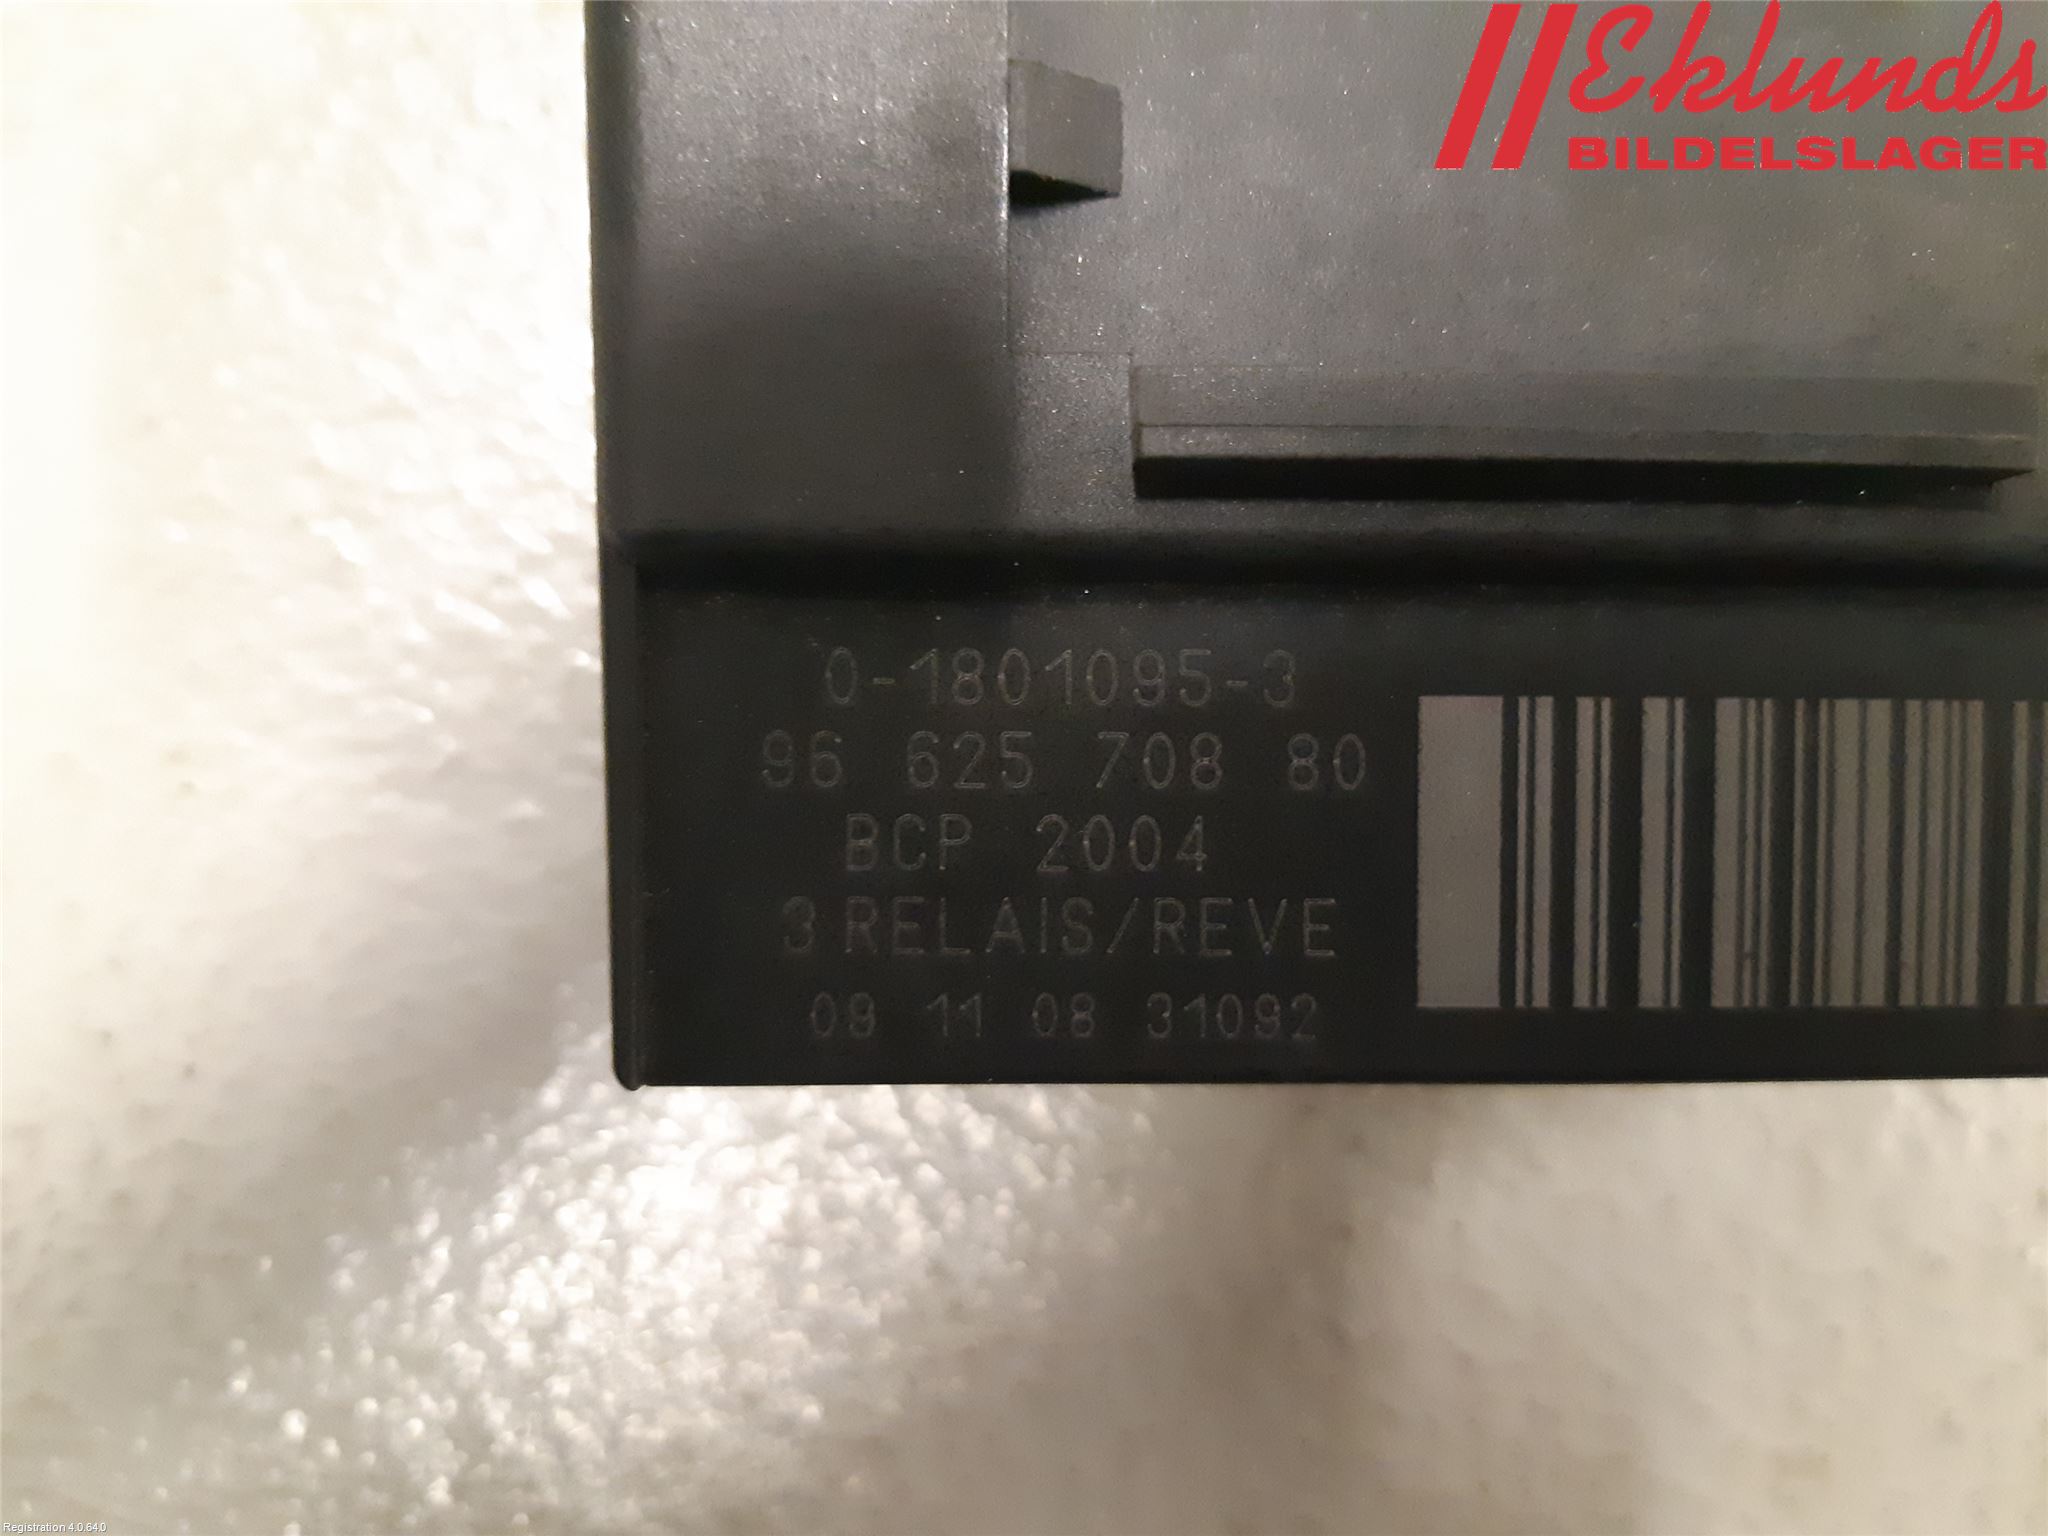 Eklunds
BILDELSLAGER
0-1801095-3
96 625 708 80
BCP 2004
3 RELAIS/REVE
09 11 08 31092
Registration 4.0.64.0